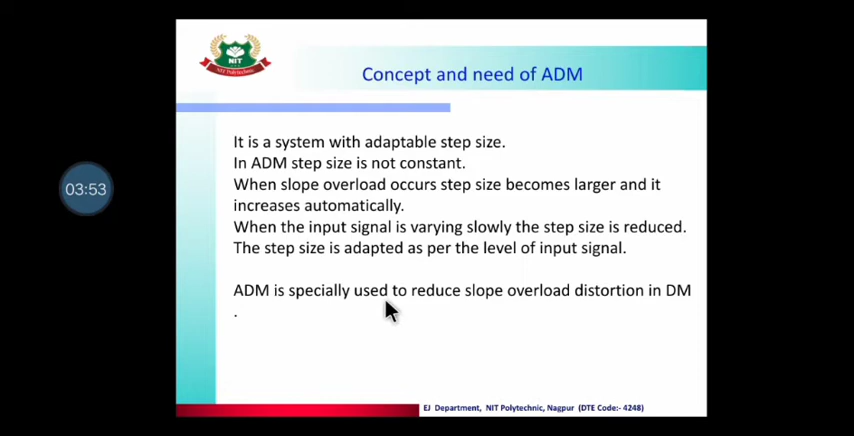 NIT
NIT Polytechnic
Concept and need of ADM
03:53
It is a system with adaptable step size.
In ADM step size is not constant.
When slope overload occurs step size becomes larger and it
increases automatically.
When the input signal is varying slowly the step size is reduced.
The step size is adapted as per the level of input signal.
ADM is specially used to reduce slope overload distortion in DM
.
EJ Department, NIT Polytechnic, Nagpur (DTE Code:- 4248)